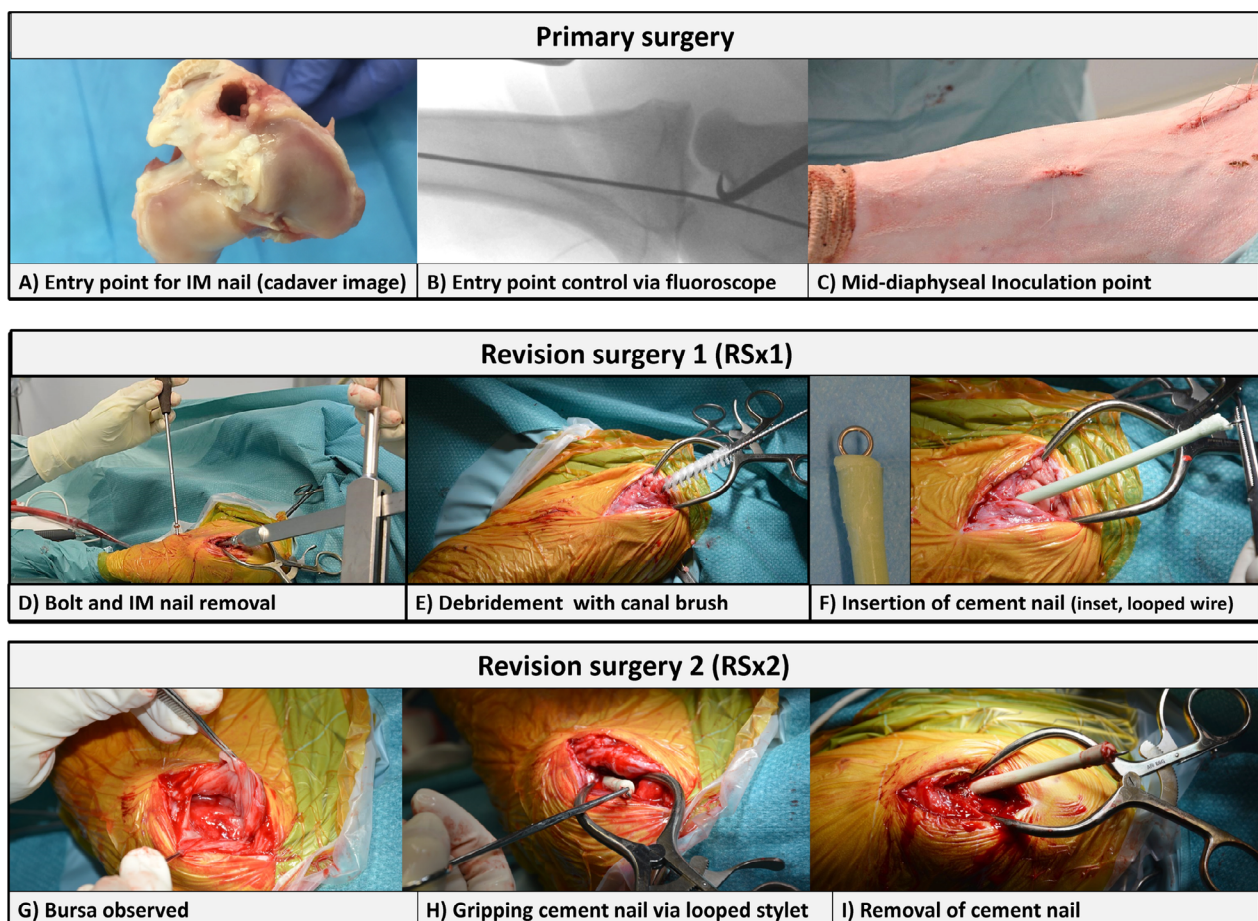 Primary surgery
A) Entry point for IM nail (cadaver image)
B) Entry point control via fluoroscope
C) Mid-diaphyseal Inoculation point
Revision surgery 1 (RSx1)
D) Bolt and IM nail removal
E) Debridement with canal brush
F) Insertion of cement nail (inset, looped wire)
Revision surgery 2 (RSx2)
G) Bursa observed
H) Gripping cement nail via looped stylet
I) Removal of cement nail